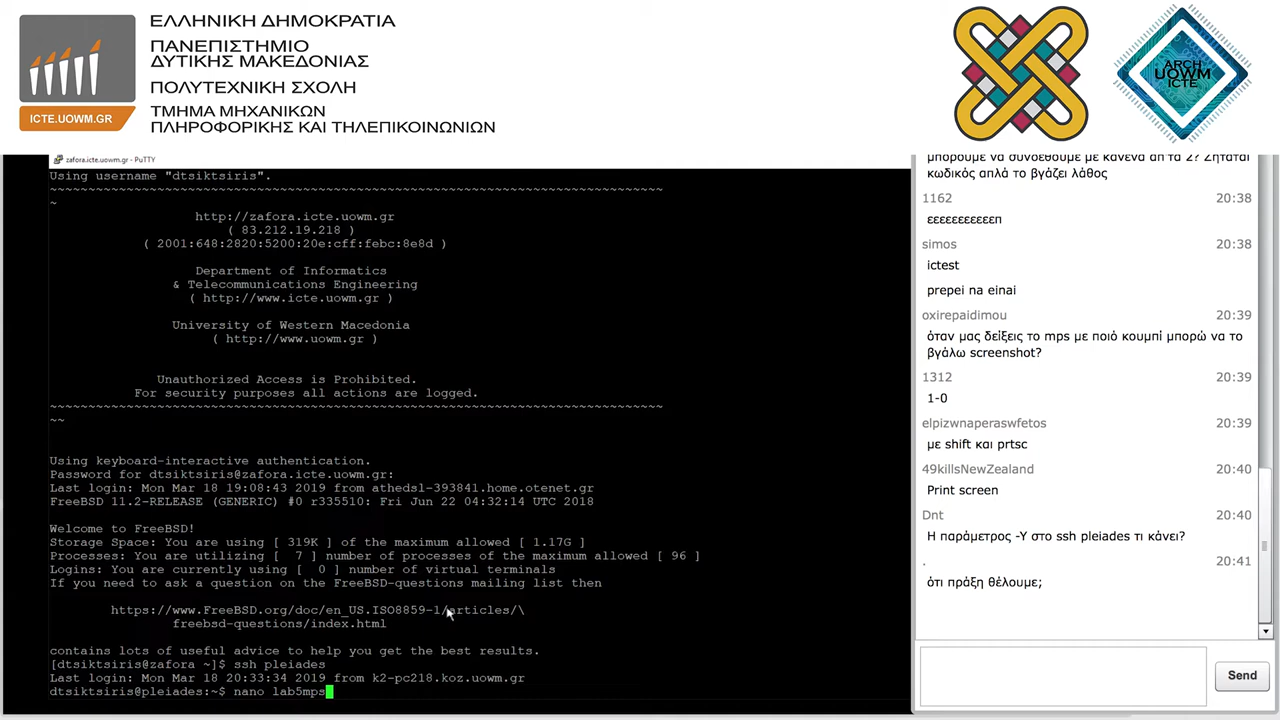 ΕΛΛΗΝΙΚΗ ΔΗΜΟΚΡΑΤΙΑ
ΠΑΝΕΠΙΣΤΗΜΙΟ
ΔΥΤΙΚΗΣ ΜΑΚΕΔΟΝΙΑΣ
ΠΟΛΥΤΕΧΝΙΚΗ ΣΧΟΛΗ
ΤΜΗΜΑ ΜΗΧΑΝΙΚΩΝ
ΠΛΗΡΟΦΟΡΙΚΗΣ ΚΑΙ ΤΗΛΕΠΙΚΟΙΝΩΝΙΩΝ
ICTE.UOWM.GR
ARCH
UOWM
ICTE
zafora.icte.uowm.gr - PuTTY
Using username "dtsiktsiris".
~~~~~~~~~~~~~~~~~~~~~~~~~~~~~~~~~~~~~~~~~~~~~~~~~~~~~~~~~~~~~~~~~~~~~~~~~~~~~~~~
~
http://zafora.icte.uowm.gr
( 83.212.19.218 )
( 2001:648:2820:5200:20e:cff:febc:8e8d )
Department of Informatics
& Telecommunications Engineering
( http://www.icte.uowm.gr )
University of Western Macedonia
( http://www.uowm.gr )
Unauthorized Access is Prohibited.
For security purposes all actions are logged.
~~~~~~~~~~~~~~~~~~~~~~~~~~~~~~~~~~~~~~~~~~~~~~~~~~~~~~~~~~~~~~~~~~~~~~~~~~~~~~~~
~~
Using keyboard-interactive authentication.
Password for dtsiktsiris@zafora.icte.uowm.gr:
Last login: Mon Mar 18 19:08:43 2019 from athedsl-393841.home.otenet.gr
FreeBSD 11.2-RELEASE (GENERIC) #0 r335510: Fri Jun 22 04:32:14 UTC 2018
Welcome to FreeBSD!
Storage Space: You are using [ 319K ] of the maximum allowed [ 1.17G ]
Processes: You are utilizing [ 7 ] number of processes of the maximum allowed [ 96 ]
Logins: You are currently using [ 0 ] number of virtual terminals
If you need to ask a question on the FreeBSD-questions mailing list then
https://www.FreeBSD.org/doc/en_US.ISO8859-1/articles/\
freebsd-questions/index.html
contains lots of useful advice to help you get the best results.
[dtsiktsiris@zafora ~]$ ssh pleiades
Last login: Mon Mar 18 20:33:34 2019 from k2-pc218.koz.uowm.gr
dtsiktsiris@pleiades:~$ nano lab5mps
μπορούμε να συνδεθούμε με κανένα απ τα 2? Ζητάται
κωδικός απλά το βγάζει λάθος
1162 20:38
εεεεεεεεεεεπ
simos 20:38
ictest
prepei na einai
oxirepaidimou 20:39
όταν μας δείξεις το mps με ποιό κουμπί μπορώ να το
βγάλω screenshot?
1312 20:39
1-0
elpizwnaperaswfetos 20:39
με shift και prtsc
49killsNewZealand 20:40
Print screen
Dnt 20:40
Η παράμετρος -Y στο ssh pleiades τι κάνει?
. 20:41
ότι πράξη θέλουμε;
Send